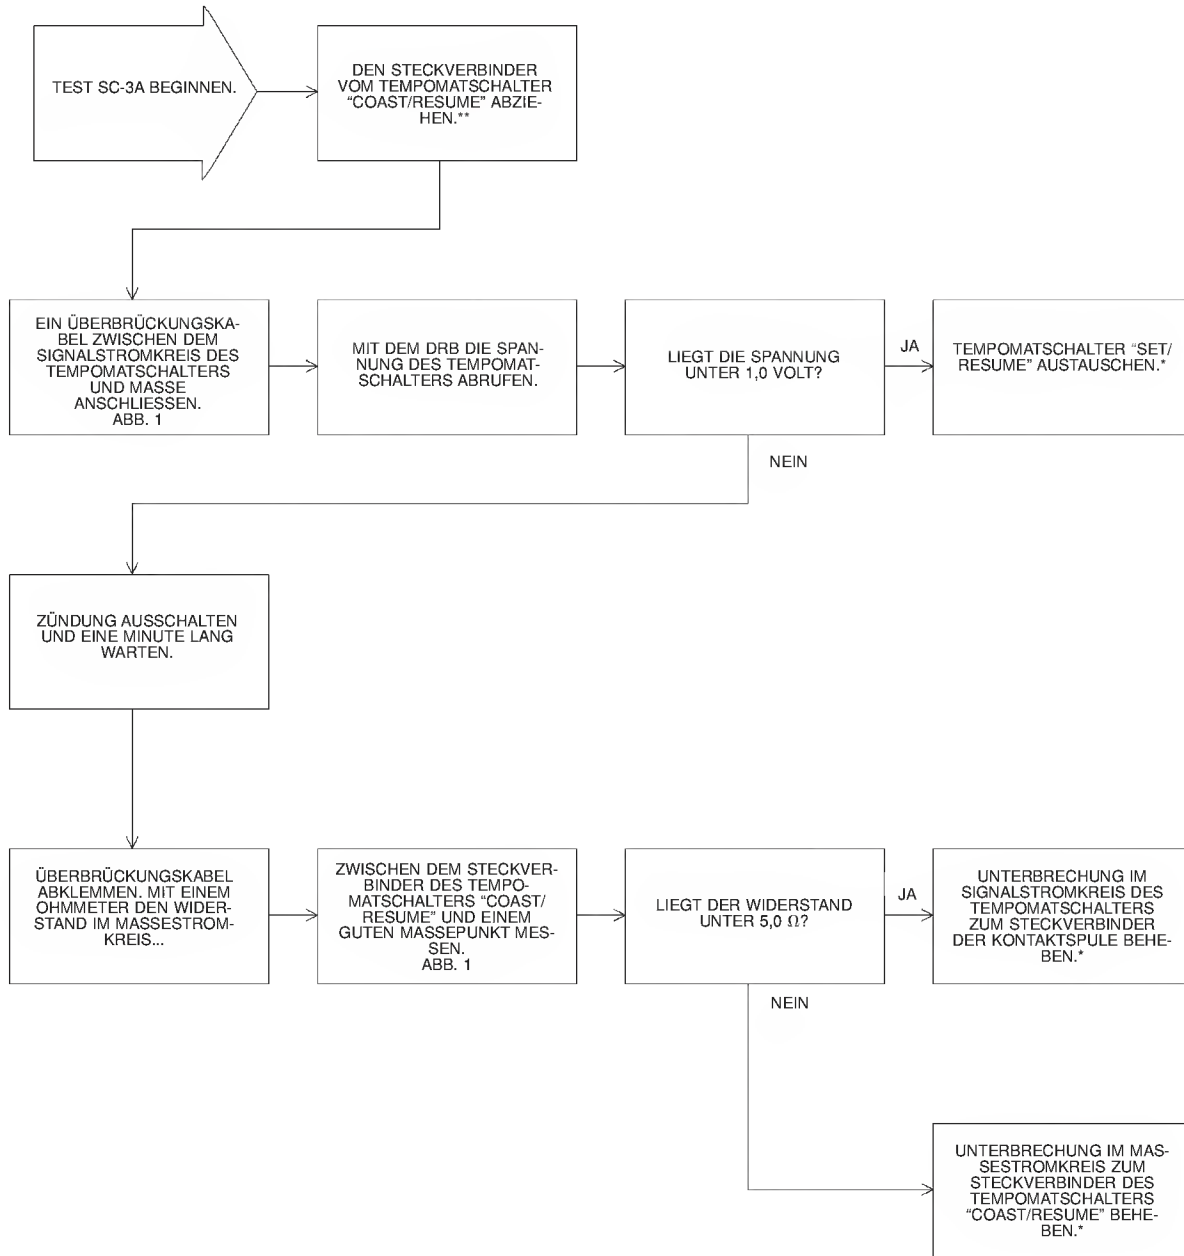 TEST SC-3A BEGINNEN.
DEN STECKVERBINDER
VOM TEMPOMATSCHALTER
“COAST/RESUME” ABZIE-
HEN.**
EIN ÜBERBRÜCKUNGSKA-
BEL ZWISCHEN DEM
SIGNALSTROMKREIS DES
TEMPOMATSCHALTERS
UND MASSE
ANSCHLIESSEN.
ABB. 1
MIT DEM DRB DIE SPAN-
NUNG DES TEMPOMAT-
SCHALTERS ABRUFEN.
LIEGT DIE SPANNUNG
UNTER 1,0 VOLT?
JA
TEMPOMATSCHALTER “SET/
RESUME” AUSTAUSCHEN.*
NEIN
ZÜNDUNG AUSSCHALTEN
UND EINE MINUTE LANG
WARTEN.
ÜBERBRÜCKUNGSKABEL
ABKLEMMEN. MIT EINEM
OHMMETER DEN WIDER-
STAND IM MASSESTROM-
KREIS...
ZWISCHEN DEM STECKVER-
BINDER DES TEMPO-
MATSCHALTERS “COAST/
RESUME” UND EINEM
GUTEN MASSEPUNKT MES-
SEN.
ABB. 1
LIEGT DER WIDERSTAND
UNTER 5,0 Ω?
JA
UNTERBRECHUNG IM
SIGNALSTROMKREIS DES
TEMPOMATSCHALTERS
ZUM STECKVERBINDER
DER KONTAKTSPULE BEHE-
BEN.*
NEIN
UNTERBRECHUNG IM MAS-
SESTROMKREIS ZUM
STECKVERBINDER DES
TEMPOMATSCHALTERS
“COAST/RESUME” BEHE-
BEN.*